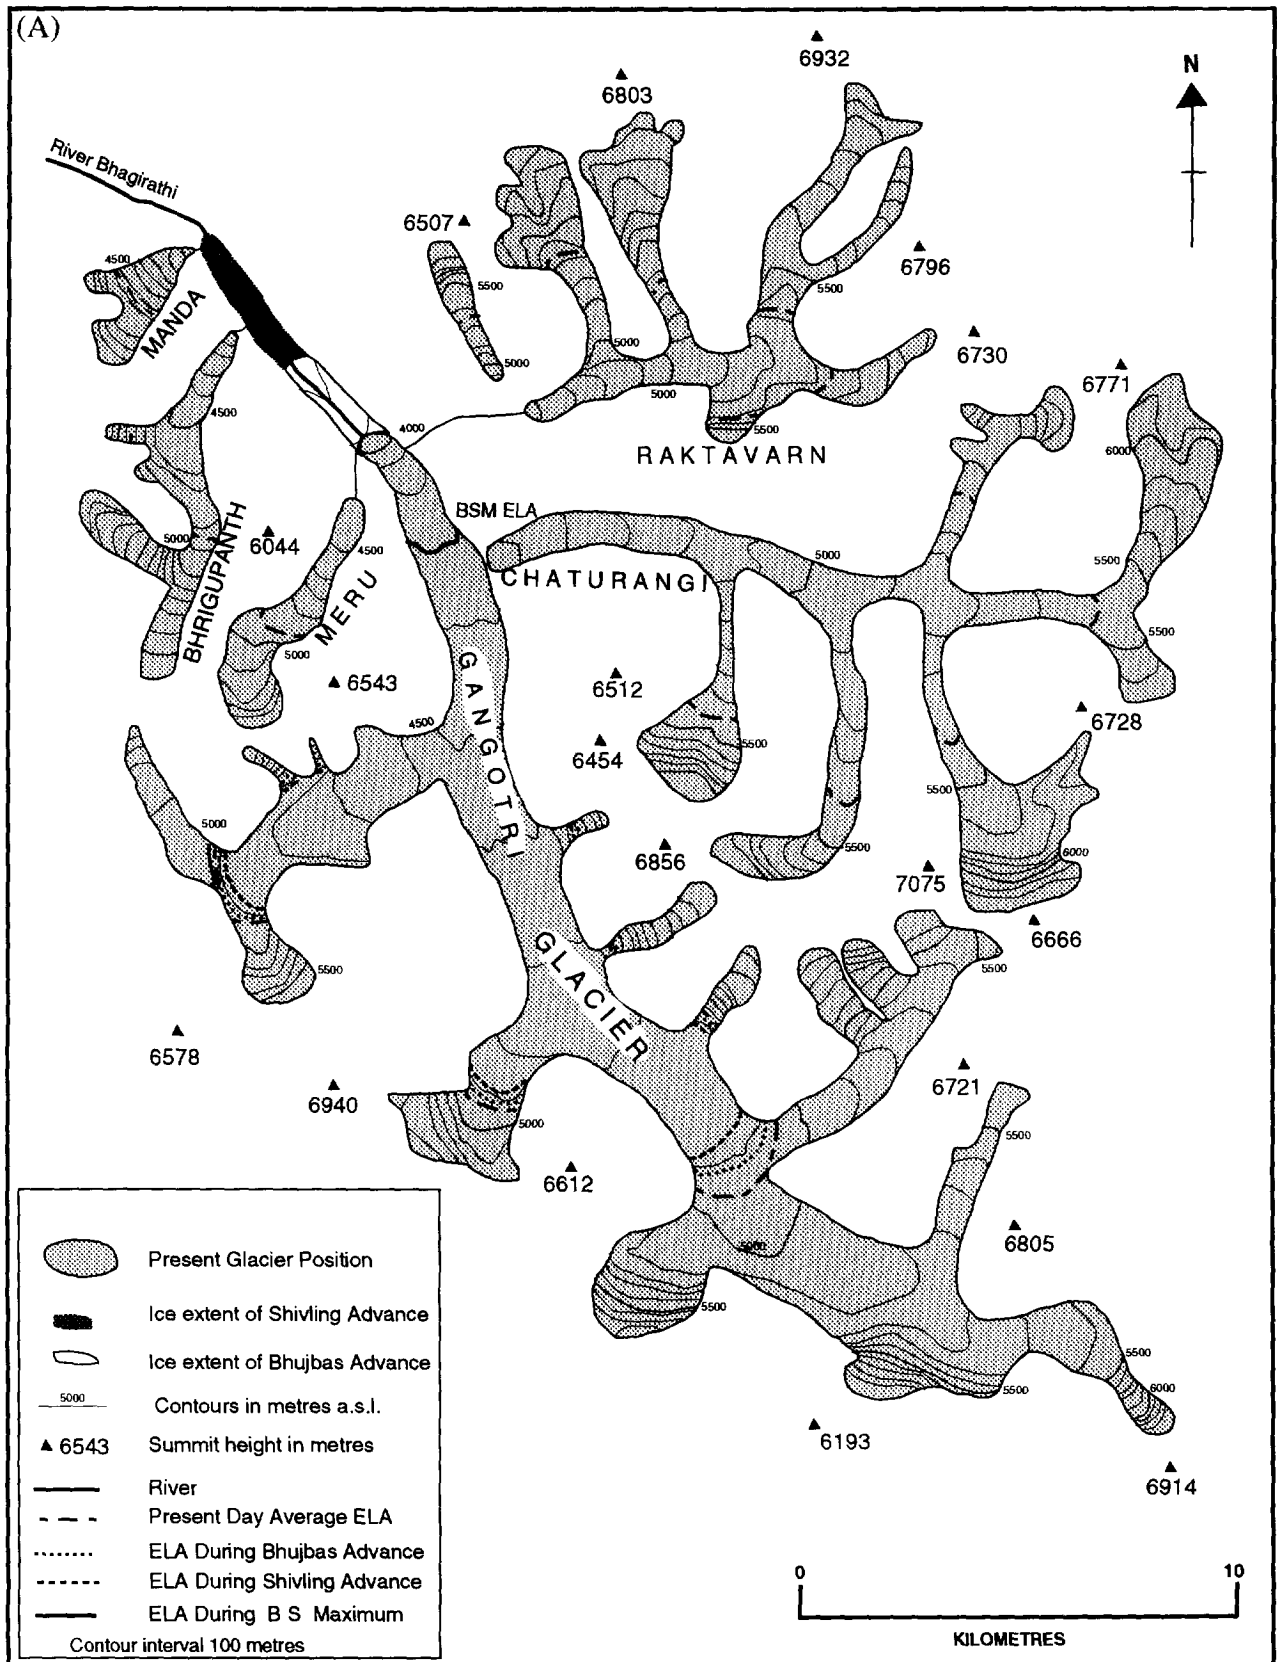 (A)
6932
6803
N
River Bhagirathi
6507
4500
6796
5500
5500
MANDA
5000
6730
5000
6771
5000
4500
4000
5500
RAKTAVARN
6000
BSM ELA
5000
6044
4500
5000
5500
CHATURANGI
BHRIGUPANTH
MERU
5000
5500
6543
6512
GANGOTRI
6728
4500
6454
5500
5500
5000
6856
5500
6000
7075
6666
GLACIER
5500
5500
6578
6721
6940
5000
5500
6612
6805
5000
5500
Present Glacier Position
Ice extent of Shivling Advance
Ice extent of Bhujbas Advance
5500
5000
Contours in metres a.s.l.
5500
6000
6543
Summit height in metres
6193
River
6914
Present Day Average ELA
ELA During Bhujbas Advance
ELA During Shivling Advance
0 10
ELA During B S Maximum
KILOMETRES
Contour interval 100 metres